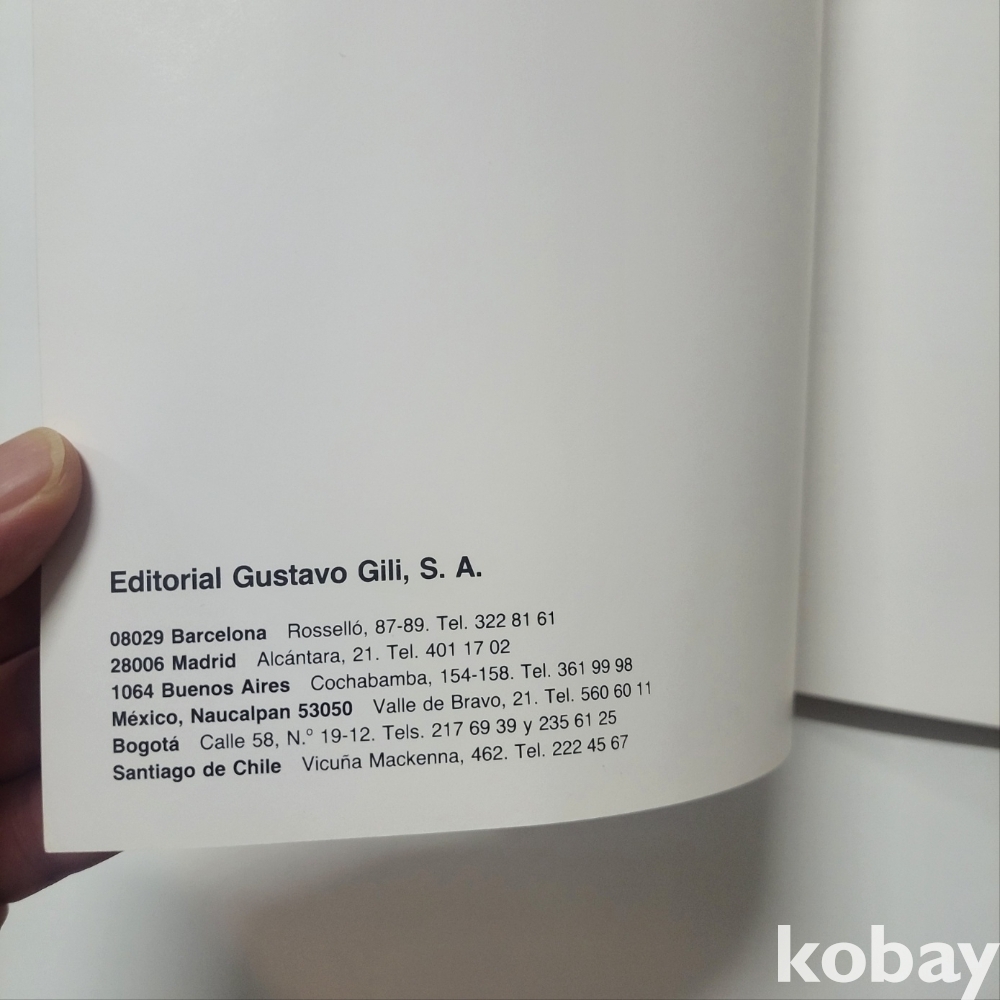 Editorial Gustavo Gili, S. A.
08029 Barcelona Rosselló, 87-89. Tel. 322 81 61
28006 Madrid Alcántara, 21. Tel. 401 17 02
1064 Buenos Aires Cochabamba, 154-158. Tel. 361 99 98
México, Naucalpan 53050 Valle de Bravo, 21. Tel. 560 60 11
Bogotá Calle 58, N.º 19-12. Tels. 217 69 39 y 235 61 25
Santiago de Chile Vicuña Mackenna, 462. Tel. 222 45 67
kobay